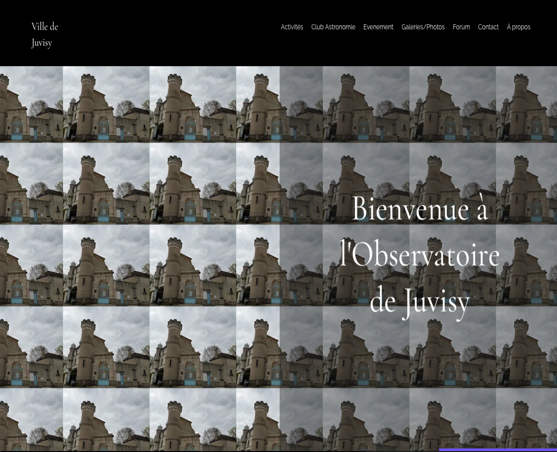 Ville de
Juvisy
Activités Club Astronomie Evenement Galeries/Photos Forum Contact À propos
Bienvenue à
l'Observatoire
de Juvisy